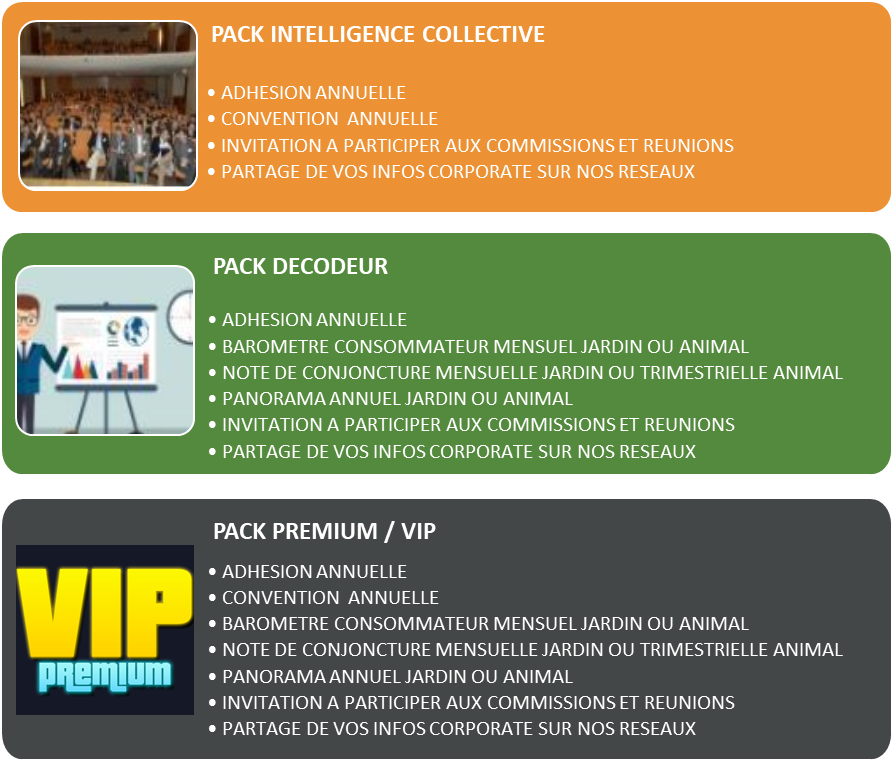 PACK INTELLIGENCE COLLECTIVE
• ADHESION ANNUELLE
• CONVENTION ANNUELLE
• INVITATION A PARTICIPER AUX COMMISSIONS ET REUNIONS
• PARTAGE DE VOS INFOS CORPORATE SUR NOS RESEAUX
PACK DECODEUR
• ADHESION ANNUELLE
• BAROMETRE CONSOMMATEUR MENSUEL JARDIN OU ANIMAL
• NOTE DE CONJONCTURE MENSUELLE JARDIN OU TRIMESTRIELLE ANIMAL
• PANORAMA ANNUEL JARDIN OU ANIMAL
• INVITATION A PARTICIPER AUX COMMISSIONS ET REUNIONS
• PARTAGE DE VOS INFOS CORPORATE SUR NOS RESEAUX
PACK PREMIUM / VIP
VIP
PREMIUM
• ADHESION ANNUELLE
• CONVENTION ANNUELLE
• BAROMETRE CONSOMMATEUR MENSUEL JARDIN OU ANIMAL
• NOTE DE CONJONCTURE MENSUELLE JARDIN OU TRIMESTRIELLE ANIMAL
• PANORAMA ANNUEL JARDIN OU ANIMAL
• INVITATION A PARTICIPER AUX COMMISSIONS ET REUNIONS
• PARTAGE DE VOS INFOS CORPORATE SUR NOS RESEAUX